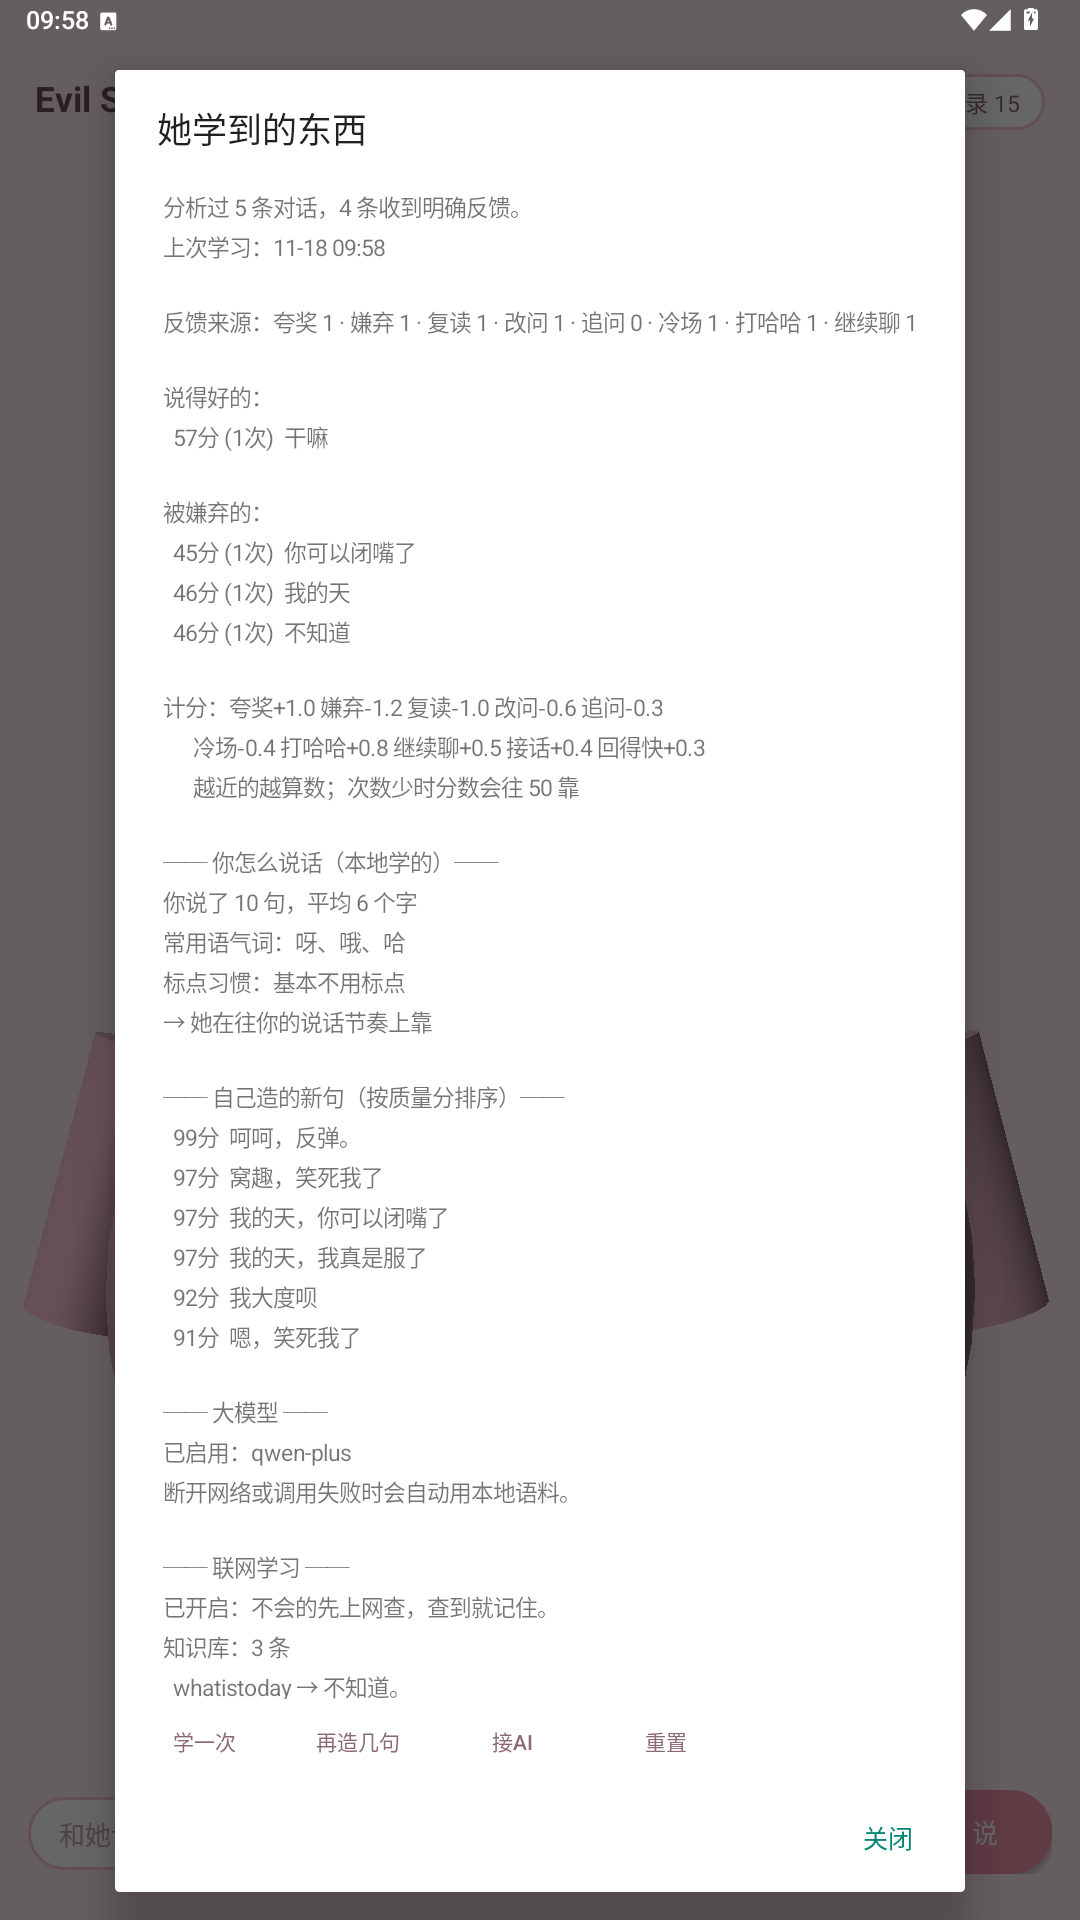 09:58
Evil S
录 15
她学到的东西
分析过 5 条对话，4 条收到明确反馈。
上次学习：11-18 09:58
反馈来源：夸奖 1 · 嫌弃 1 · 复读 1 · 改问 1 · 追问 0 · 冷场 1 · 打哈哈 1 · 继续聊 1
说得好的：
57分 (1次)  干嘛
被嫌弃的：
45分 (1次)  你可以闭嘴了
46分 (1次)  我的天
46分 (1次)  不知道
计分：夸奖+1.0 嫌弃-1.2 复读-1.0 改问-0.6 追问-0.3
冷场-0.4 打哈哈+0.8 继续聊+0.5 接话+0.4 回得快+0.3
越近的越算数；次数少时分数会往 50 靠
—— 你怎么说话（本地学的）——
你说了 10 句，平均 6 个字
常用语气词：呀、哦、哈
标点习惯：基本不用标点
→ 她在往你的说话节奏上靠
—— 自己造的新句（按质量分排序）——
99分  呵呵，反弹。
97分  窝趣，笑死我了
97分  我的天，你可以闭嘴了
97分  我的天，我真是服了
92分  我大度呗
91分  嗯，笑死我了
—— 大模型 ——
已启用：qwen-plus
断开网络或调用失败时会自动用本地语料。
—— 联网学习 ——
已开启：不会的先上网查，查到就记住。
知识库：3 条
whatistoday → 不知道。
学一次 再造几句 接AI 重置
关闭
和她
说